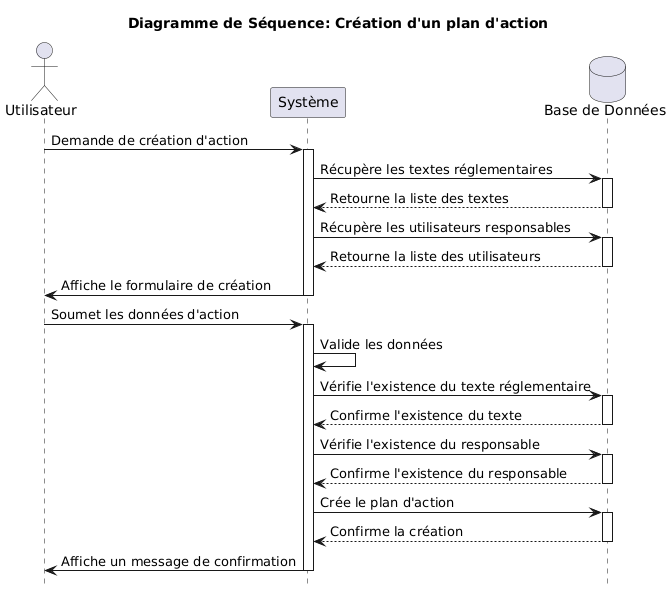 Diagramme de Séquence: Création d'un plan d'action
Utilisateur
Système
Base de Données
Demande de création d'action
Récupère les textes réglementaires
Retourne la liste des textes
Récupère les utilisateurs responsables
Retourne la liste des utilisateurs
Affiche le formulaire de création
Soumet les données d'action
Valide les données
Vérifie l'existence du texte réglementaire
Confirme l'existence du texte
Vérifie l'existence du responsable
Confirme l'existence du responsable
Crée le plan d'action
Confirme la création
Affiche un message de confirmation